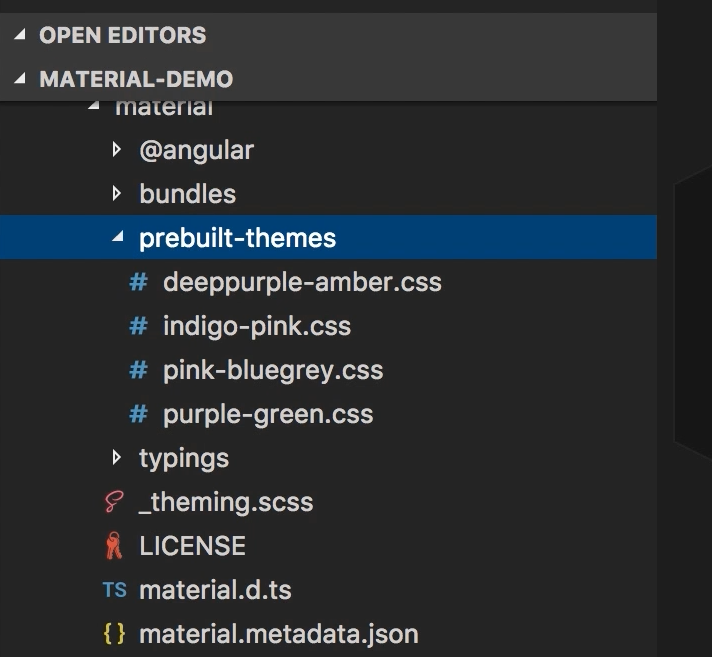 OPEN EDITORS
MATERIAL-DEMO
material
@angular
bundles
prebuilt-themes
# deeppurple-amber.css
# indigo-pink.css
# pink-bluegrey.css
# purple-green.css
typings
_theming.scss
LICENSE
TS material.d.ts
{} material.metadata.json